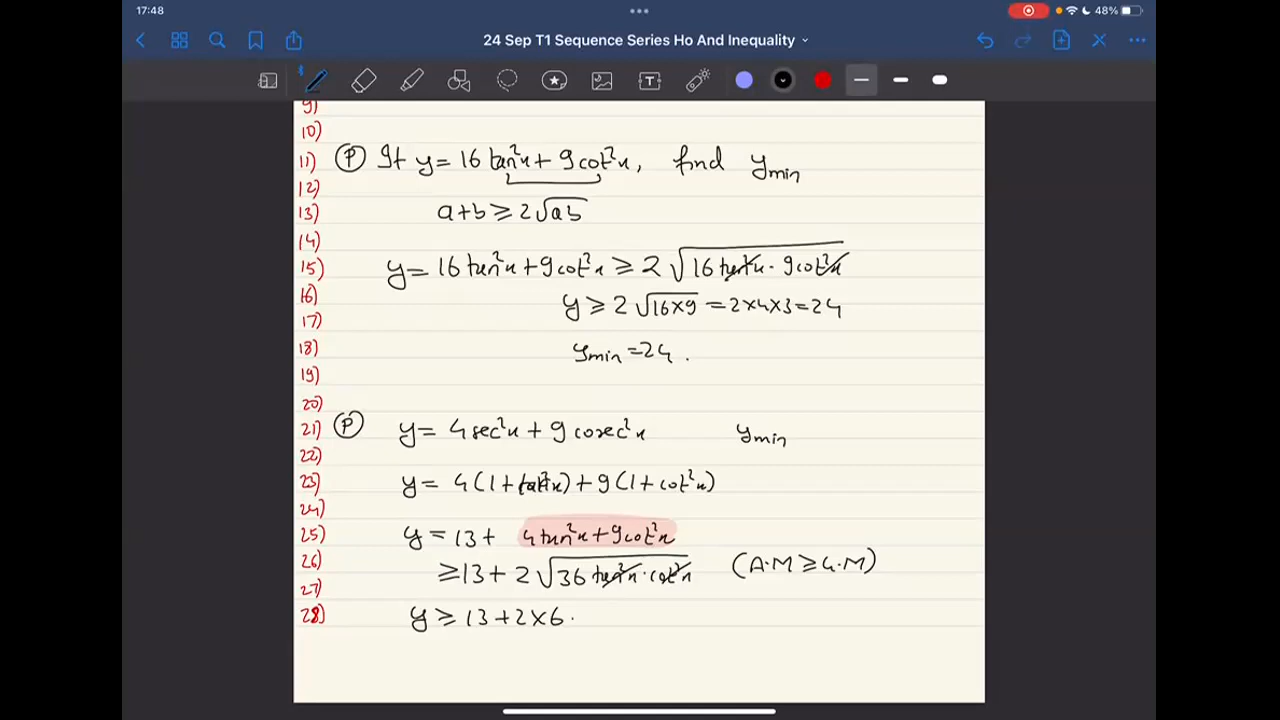 17:48
48%
24 Sep T1 Sequence Series Ho And Inequality
9)
10)
11) (P) If y = 16 tan²x + 9 cot²x, find y_min
12)
13) a+b ≥ 2√ab
14)
15) y = 16 tan²x + 9cot²x ≥ 2 √16 tan²x · 9cot²x
16) y ≥ 2 √16×9 = 2×4×3 = 24
17)
18) y_min = 24 .
19)
20)
21) (P) y = 4 sec²x + 9 cosec²x y_min
22)
23) y = 4(1+tan²x) + 9(1+cot²x)
24)
25) y = 13 + 4tan²x + 9cot²x
26) ≥ 13 + 2 √36 tan²x · cot²x (A.M ≥ G.M)
27)
28) y ≥ 13 + 2×6 .